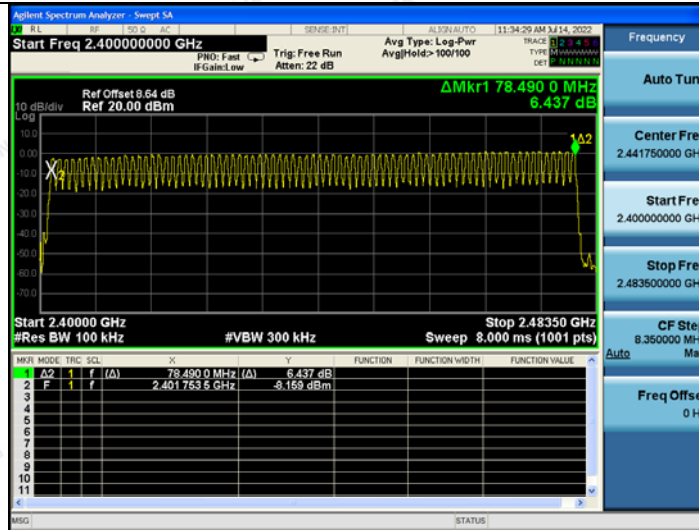 Agilent Spectrum Analyzer - Swept SA
RL RF 50 Ω AC SENSE:INT ALIGN AUTO 11:34:29 AM Jul 14, 2022
Start Freq 2.400000000 GHz
PNO: Fast
IFGain:Low
Trig: Free Run
Atten: 22 dB
Avg Type: Log-Pwr
Avg|Hold:> 100/100
TRACE 1 2 3 4 5 6
TYPE M
DET P N N N N N
Ref Offset 8.64 dB
Ref 20.00 dBm
10 dB/div
Log
ΔMkr1 78.490 0 MHz
6.437 dB
10.0
0.00
-10.0
-20.0
-30.0
-40.0
-50.0
-60.0
-70.0
1Δ2
X2
Start 2.40000 GHz
#Res BW 100 kHz
#VBW 300 kHz
Stop 2.48350 GHz
Sweep 8.000 ms (1001 pts)
MKR MODE TRC SCL X Y FUNCTION FUNCTION WIDTH FUNCTION VALUE
1 Δ2 1 f (Δ) 78.490 0 MHz (Δ) 6.437 dB
2 F 1 f 2.401 753 5 GHz -8.159 dBm
3
4
5
6
7
8
9
10
11
MSG STATUS
Frequency
Auto Tun
Center Fre
2.441750000 GH
Start Fre
2.400000000 GH
Stop Fre
2.483500000 GH
CF Ste
8.350000 MH
Auto Ma
Freq Offse
0 H